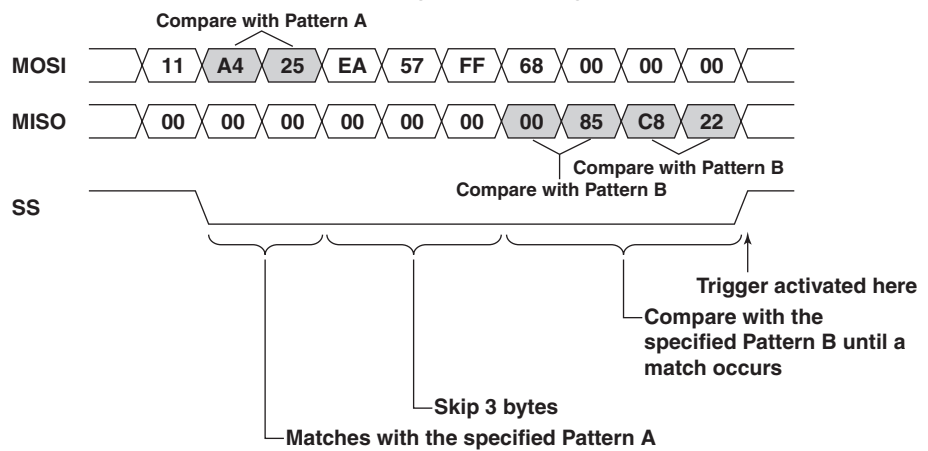 Compare with Pattern A
MOSI 11 A4 25 EA 57 FF 68 00 00 00
MISO 00 00 00 00 00 00 00 85 C8 22
Compare with Pattern B
Compare with Pattern B
SS
Trigger activated here
Compare with the
specified Pattern B until a
match occurs
Skip 3 bytes
Matches with the specified Pattern A